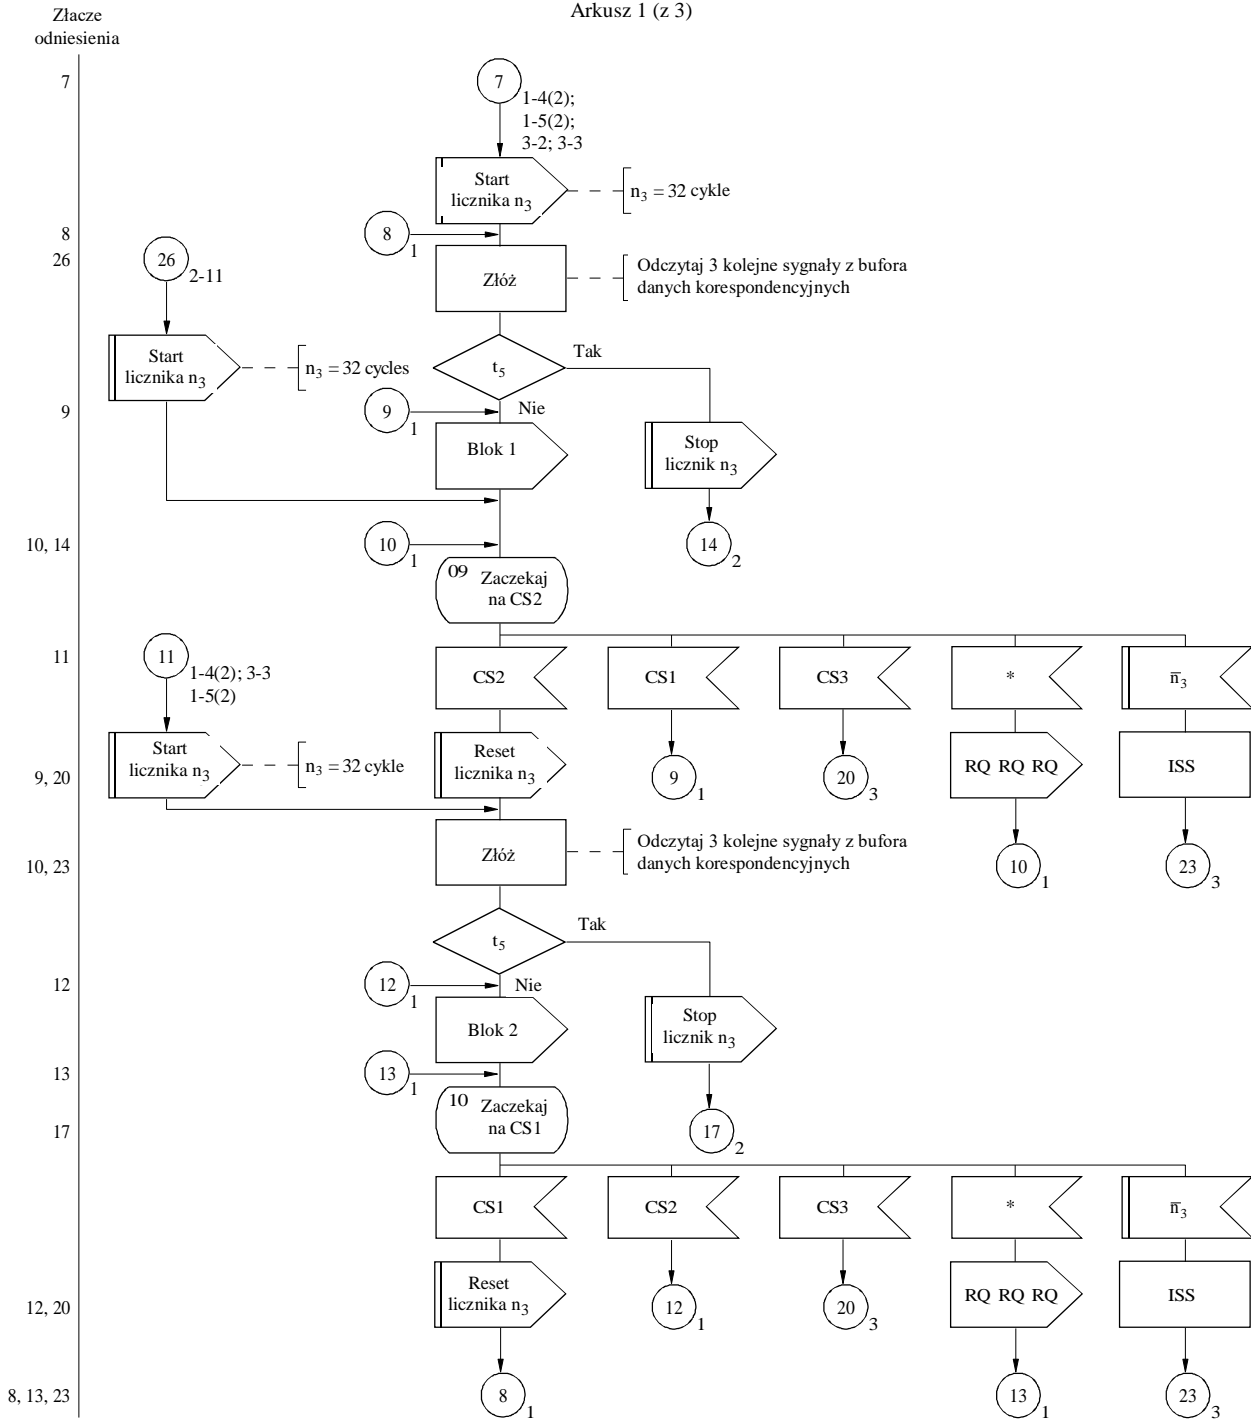 Arkusz 1 (z 3)
Złacze
odniesienia
7
7
1-4(2);
1-5(2);
3-2; 3-3
Start
licznika n3
n3 = 32 cykle
8
8
1
26
26
2-11
Złóż
Odczytaj 3 kolejne sygnały z bufora
danych korespondencyjnych
Start
licznika n3
n3 = 32 cycles
t5
Tak
9
9
1
Nie
Blok 1
Stop
licznik n3
10, 14
10
1
14
2
09
Zaczekaj
na CS2
11
11
1-4(2); 3-3
1-5(2)
CS2
CS1
CS3
*
n̅3
Start
licznika n3
n3 = 32 cykle
Reset
licznika n3
9, 20
9
1
20
3
RQ RQ RQ
ISS
Złóż
Odczytaj 3 kolejne sygnały z bufora
danych korespondencyjnych
10, 23
10
1
23
3
t5
Tak
12
12
1
Nie
Blok 2
Stop
licznik n3
13
13
1
10
Zaczekaj
na CS1
17
17
2
CS1
CS2
CS3
*
n̅3
Reset
licznika n3
12, 20
12
1
20
3
RQ RQ RQ
ISS
8, 13, 23
8
1
13
1
23
3